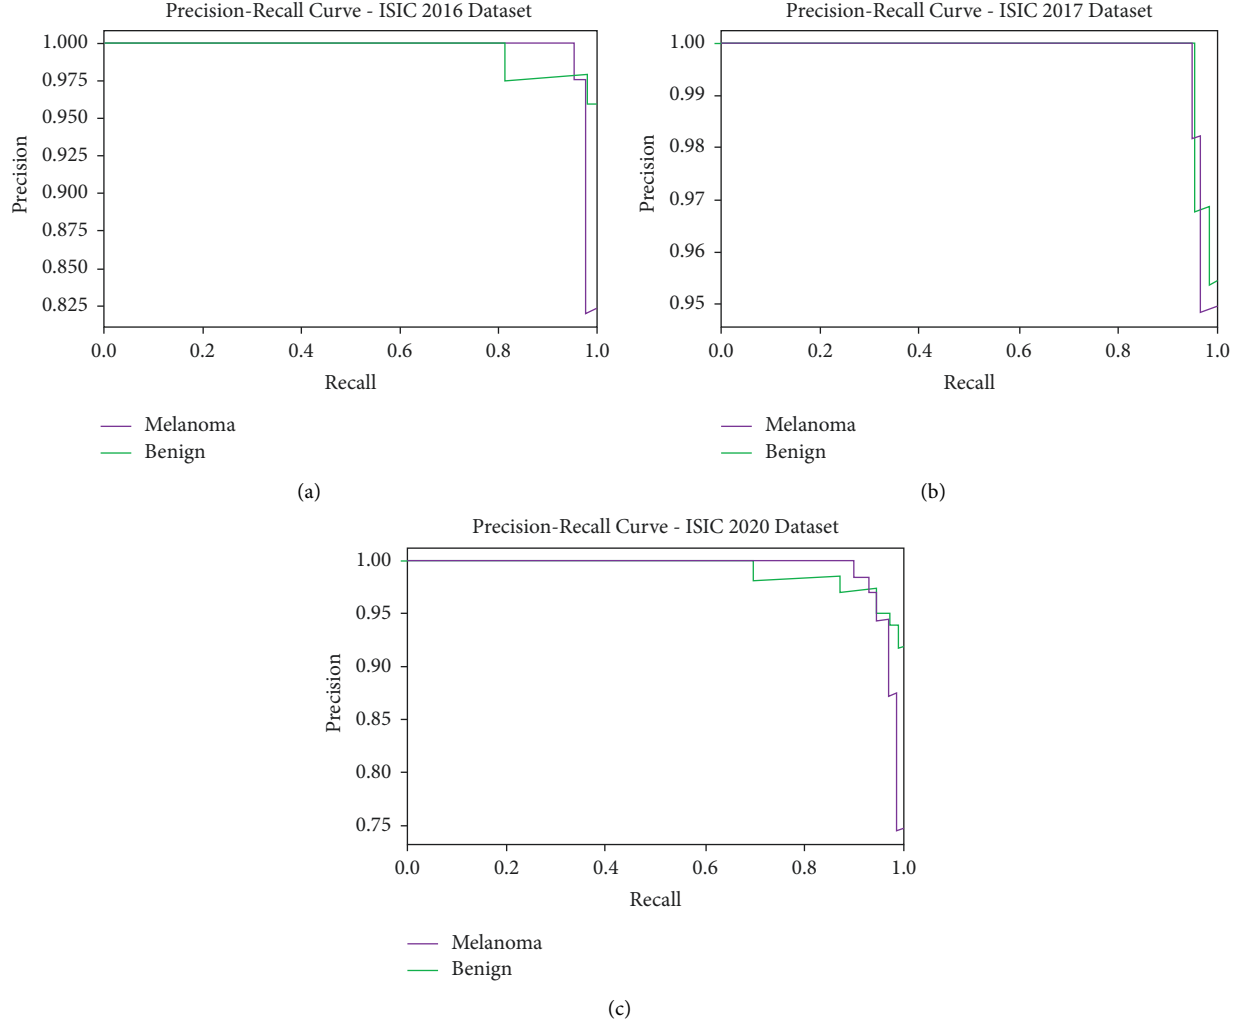 Precision-Recall Curve - ISIC 2016 Dataset
1.000
0.975
0.950
0.925
0.900
0.875
0.850
0.825
Precision
0.0 0.2 0.4 0.6 0.8 1.0
Recall
Melanoma
Benign
(a)
Precision-Recall Curve - ISIC 2017 Dataset
1.00
0.99
0.98
0.97
0.96
0.95
Precision
0.0 0.2 0.4 0.6 0.8 1.0
Recall
Melanoma
Benign
(b)
Precision-Recall Curve - ISIC 2020 Dataset
1.00
0.95
0.90
0.85
0.80
0.75
Precision
0.0 0.2 0.4 0.6 0.8 1.0
Recall
Melanoma
Benign
(c)